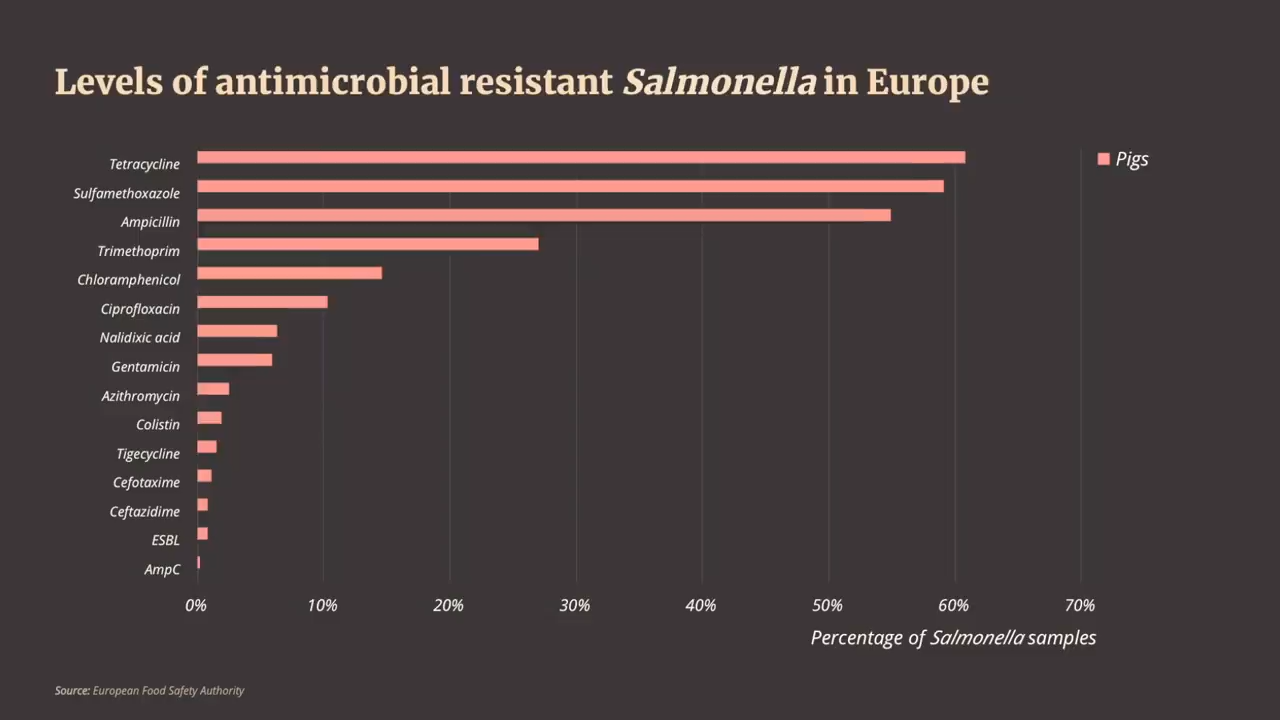 Levels of antimicrobial resistant Salmonella in Europe
Pigs
Tetracycline
Sulfamethoxazole
Ampicillin
Trimethoprim
Chloramphenicol
Ciprofloxacin
Nalidixic acid
Gentamicin
Azithromycin
Colistin
Tigecycline
Cefotaxime
Ceftazidime
ESBL
AmpC
0% 10% 20% 30% 40% 50% 60% 70%
Percentage of Salmonella samples
Source: European Food Safety Authority